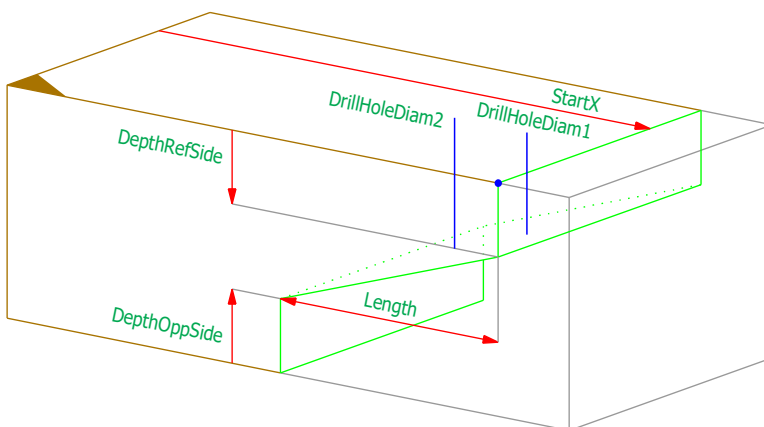 StartX
DrillHoleDiam2
DrillHoleDiam1
DepthRefSide
Length
DepthOppSide